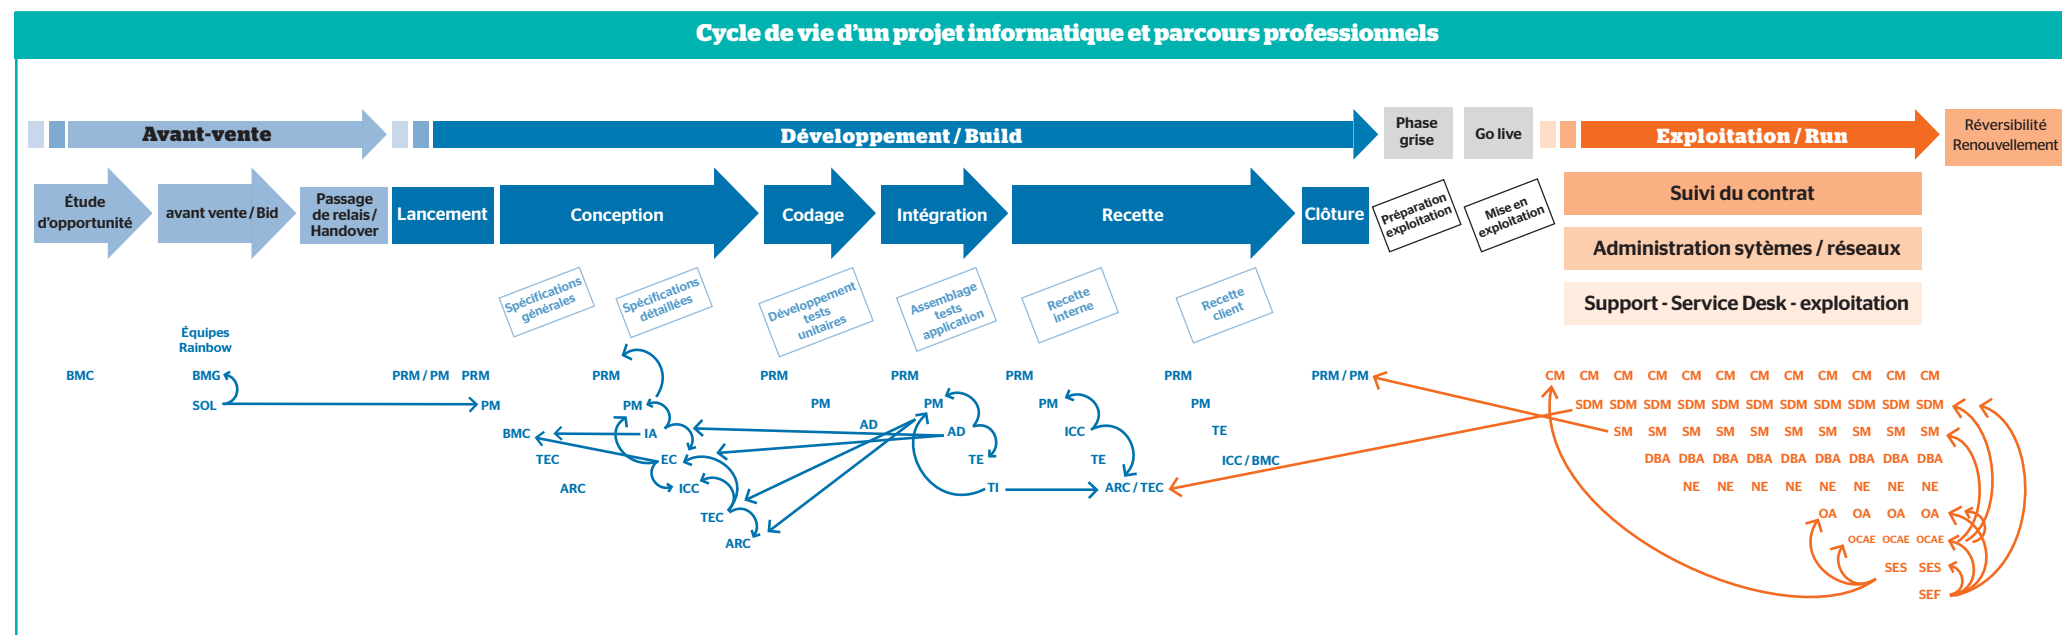 Cycle de vie d'un projet informatique et parcours professionnels
Avant-vente
Développement / Build
Phase
grise
Go live
Exploitation / Run
Réversibilité
Renouvellement
Étude
d'opportunité
avant vente / Bid
Passage
de relais /
Handover
Lancement
Conception
Codage
Intégration
Recette
Clôture
Préparation
exploitation
Mise en
exploitation
Suivi du contrat
Administration sytèmes / réseaux
Support - Service Desk - exploitation
Spécifications
générales
Spécifications
détaillées
Développement
tests
unitaires
Assemblage
tests
application
Recette
interne
Recette
client
Équipes
Rainbow
BMC BMG PRM / PM PRM PRM PRM PRM PRM PRM PRM / PM CM CM CM CM CM CM CM CM CM CM CM CM
SOL PM PM PM PM PM PM SDM SDM SDM SDM SDM SDM SDM SDM SDM SDM SDM
AD
BMC IA AD ICC TE SM SM SM SM SM SM SM SM SM SM
TEC EC TE TE ICC / BMC DBA DBA DBA DBA DBA DBA DBA DBA DBA
ARC ICC TI ARC / TEC NE NE NE NE NE NE NE NE
TEC OA OA OA OA
ARC OCAE OCAE OCAE
SES SES
SEF